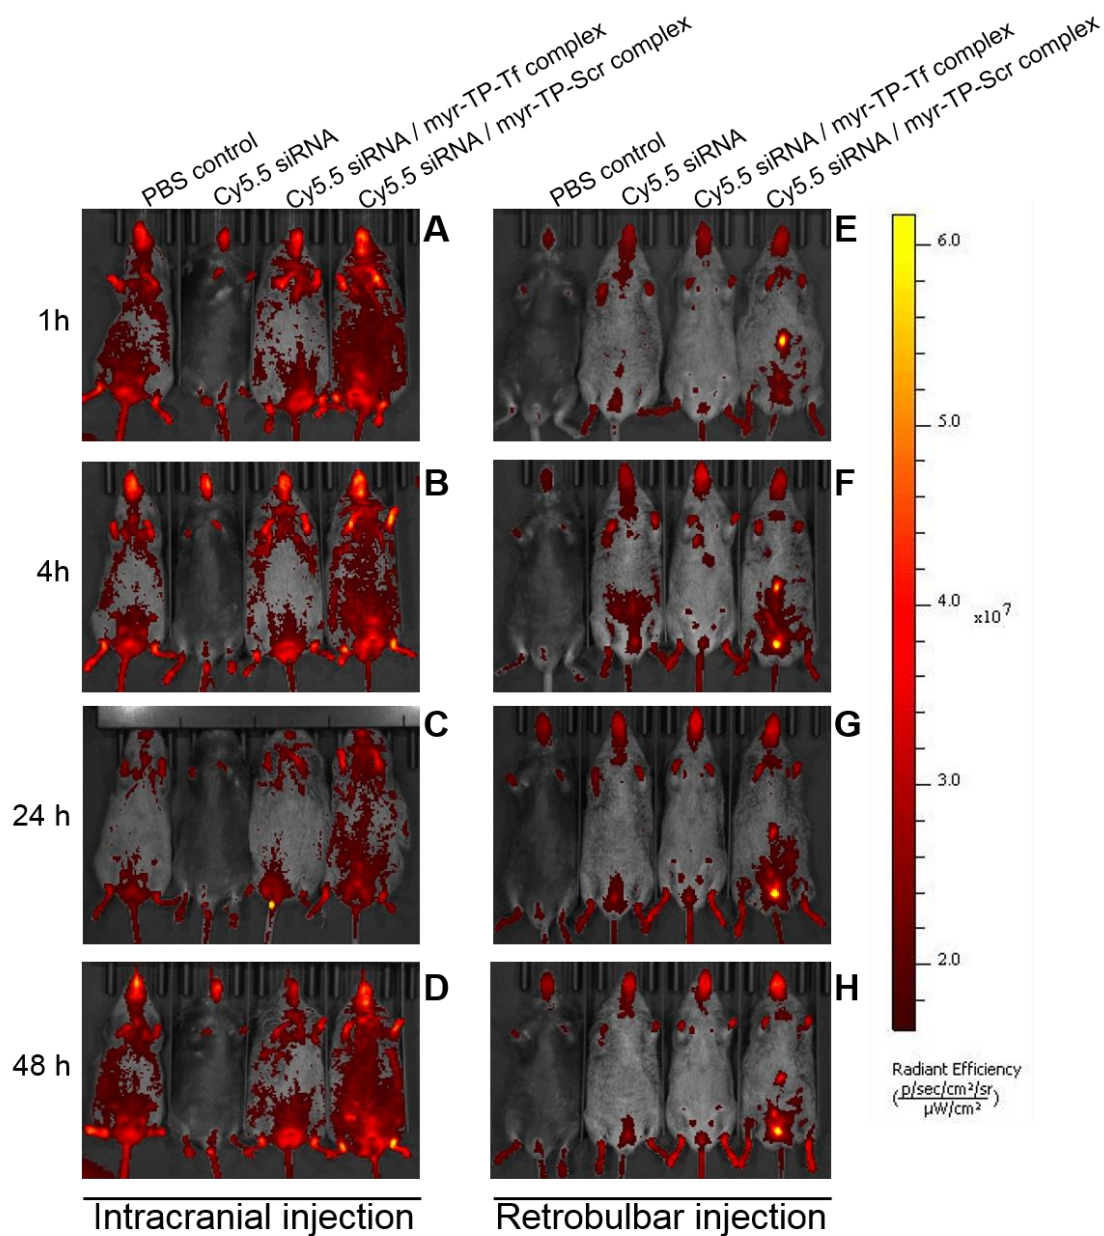 PBS control
Cy5.5 siRNA
Cy5.5 siRNA / myr-TP-Tf complex
Cy5.5 siRNA / myr-TP-Scr complex
PBS control
Cy5.5 siRNA
Cy5.5 siRNA / myr-TP-Tf complex
Cy5.5 siRNA / myr-TP-Scr complex
1h
A
E
4h
B
F
24 h
C
G
48 h
D
H
6.0
5.0
4.0
x10⁷
3.0
2.0
Radiant Efficiency
(p/sec/cm²/sr
µW/cm²)
Intracranial injection
Retrobulbar injection